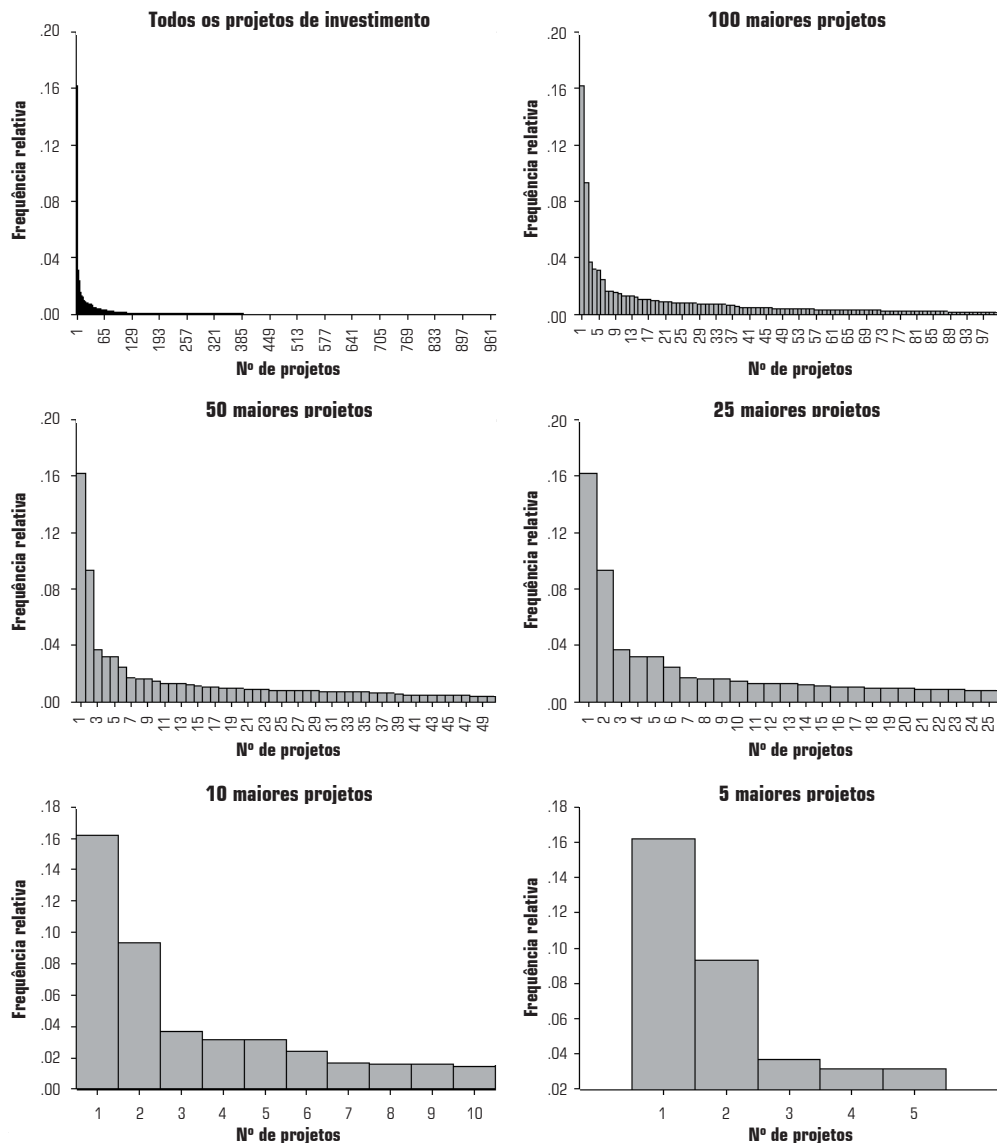 Todos os projetos de investimento
.20
.16
.12
.08
.04
.00
Frequência relativa
1 65 129 193 257 321 385 449 513 577 641 705 769 833 897 961
Nº de projetos
100 maiores projetos
.20
.16
.12
.08
.04
.00
Frequência relativa
1 5 9 13 17 21 25 29 33 37 41 45 49 53 57 61 65 69 73 77 81 85 89 93 97
Nº de projetos
50 maiores projetos
.20
.16
.12
.08
.04
.00
Frequência relativa
1 3 5 7 9 11 13 15 17 19 21 23 25 27 29 31 33 35 37 39 41 43 45 47 49
Nº de projetos
25 maiores projetos
.20
.16
.12
.08
.04
.00
Frequência relativa
1 2 3 4 5 6 7 8 9 10 11 12 13 14 15 16 17 18 19 20 21 22 23 24 25
Nº de projetos
10 maiores projetos
.18
.16
.14
.12
.10
.08
.06
.04
.02
.00
Frequência relativa
1 2 3 4 5 6 7 8 9 10
Nº de projetos
5 maiores projetos
.18
.16
.14
.12
.10
.08
.06
.04
.02
Frequência relativa
1 2 3 4 5
Nº de projetos